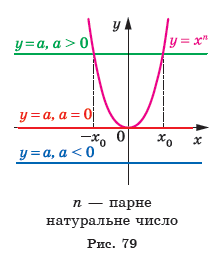 y
y = a, a > 0
y = xⁿ
y = a, a = 0
−x₀ 0 x₀ x
y = a, a < 0
n — парне
натуральне число
Рис. 79